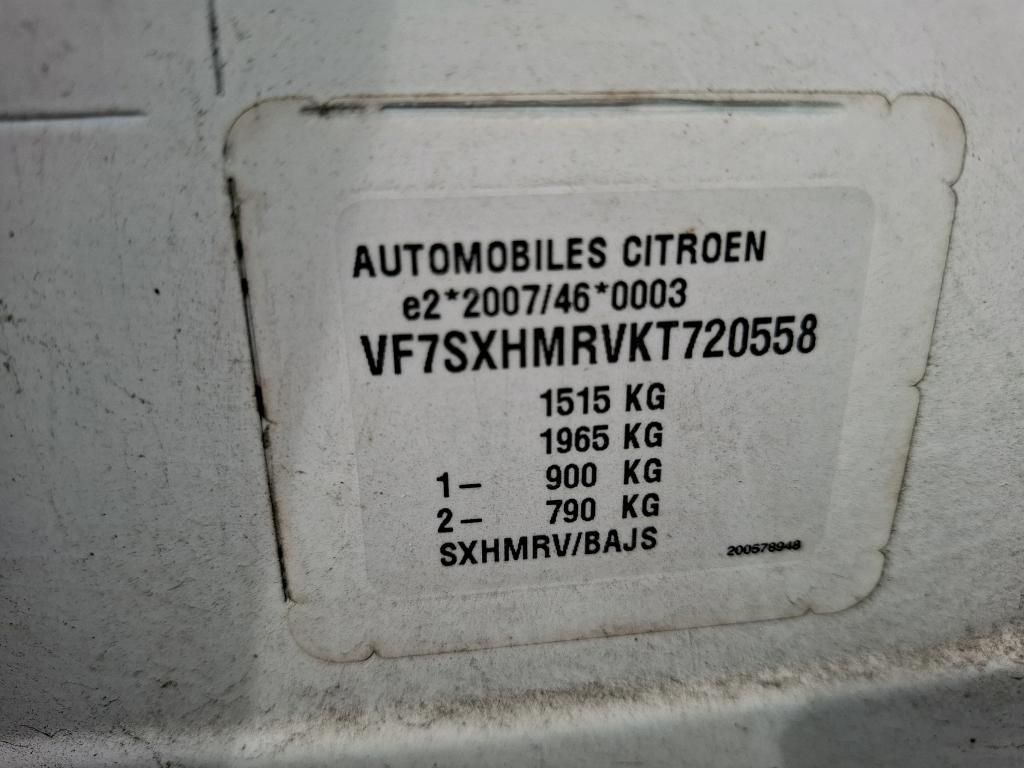 AUTOMOBILES CITROEN
e2*2007/46*0003
VF7SXHMRVKT720558
1515 KG
1965 KG
1– 900 KG
2– 790 KG
SXHMRV/BAJS
200578948